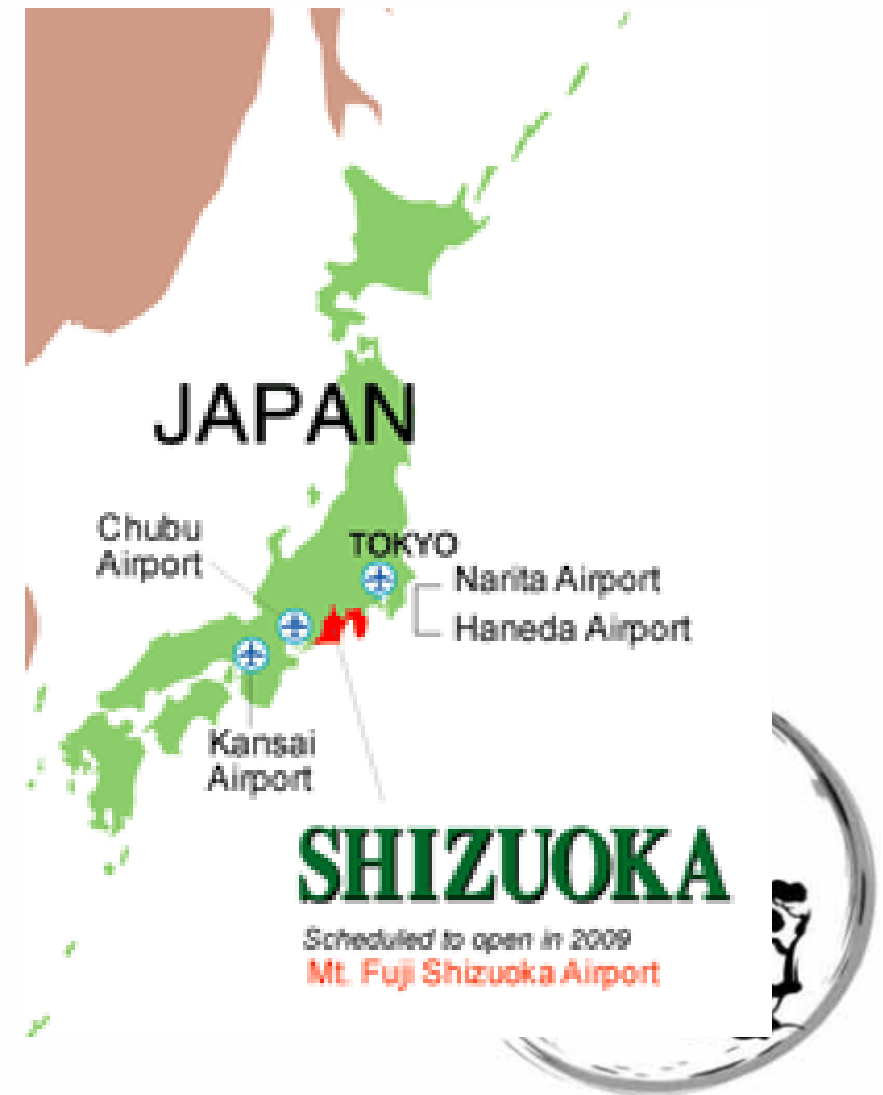 JAPAN
Chubu
Airport
TOKYO
Narita Airport
Haneda Airport
Kansai
Airport
SHIZUOKA
Scheduled to open in 2009
Mt. Fuji Shizuoka Airport